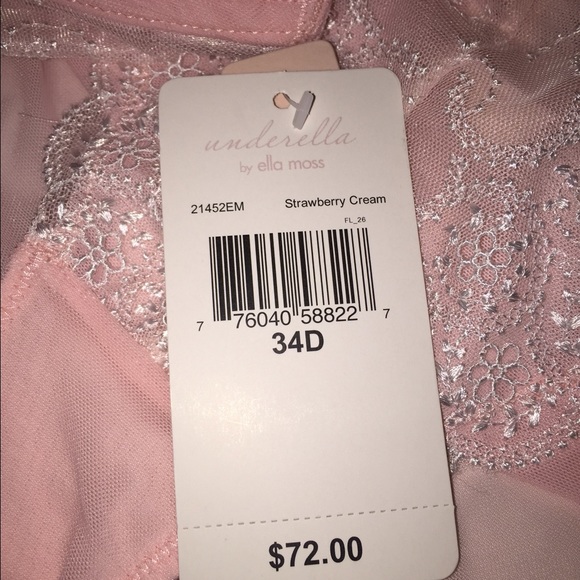 underella
by ella moss
21452EM Strawberry Cream
FL_26
7 76040 58822 7
34D
$72.00